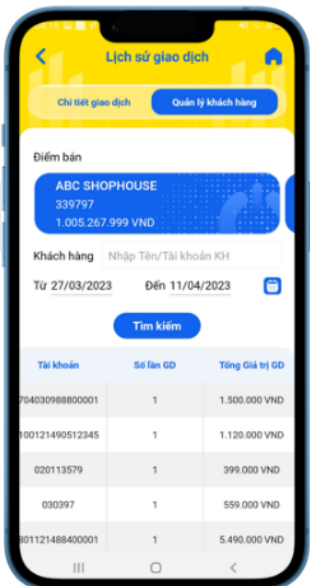 Lịch sử giao dịch
Chi tiết giao dịch Quản lý khách hàng
Điểm bán
ABC SHOPHOUSE
339797
1.005.267.999 VND
Khách hàng Nhập Tên/Tài khoản KH
Từ 27/03/2023 Đến 11/04/2023
Tìm kiếm
Tài khoản Số lần GD Tổng Giá trị GD
704030988800001 1 1.500.000 VND
100121490512345 1 1.120.000 VND
020113579 1 399.000 VND
030397 1 559.000 VND
801121488400001 1 5.490.000 VND